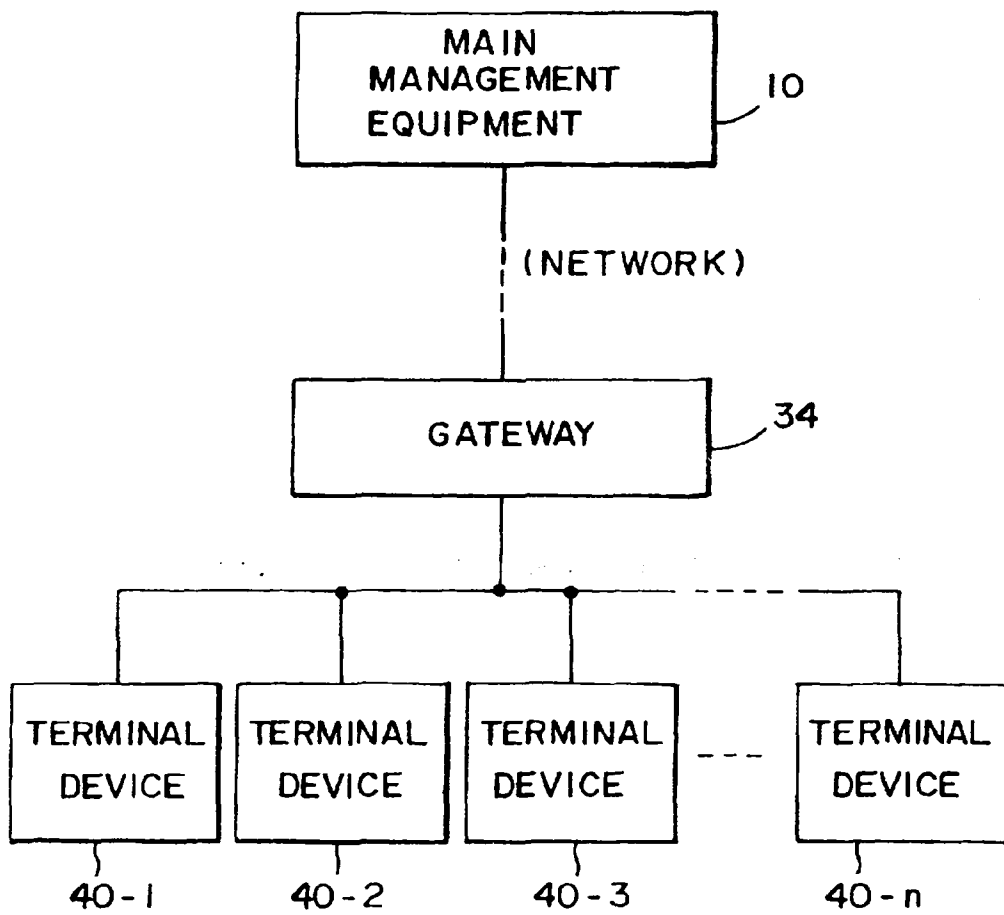 MAIN
MANAGEMENT
EQUIPMENT
10
(NETWORK)
GATEWAY
34
TERMINAL
DEVICE
TERMINAL
DEVICE
TERMINAL
DEVICE
TERMINAL
DEVICE
40-1
40-2
40-3
40-n